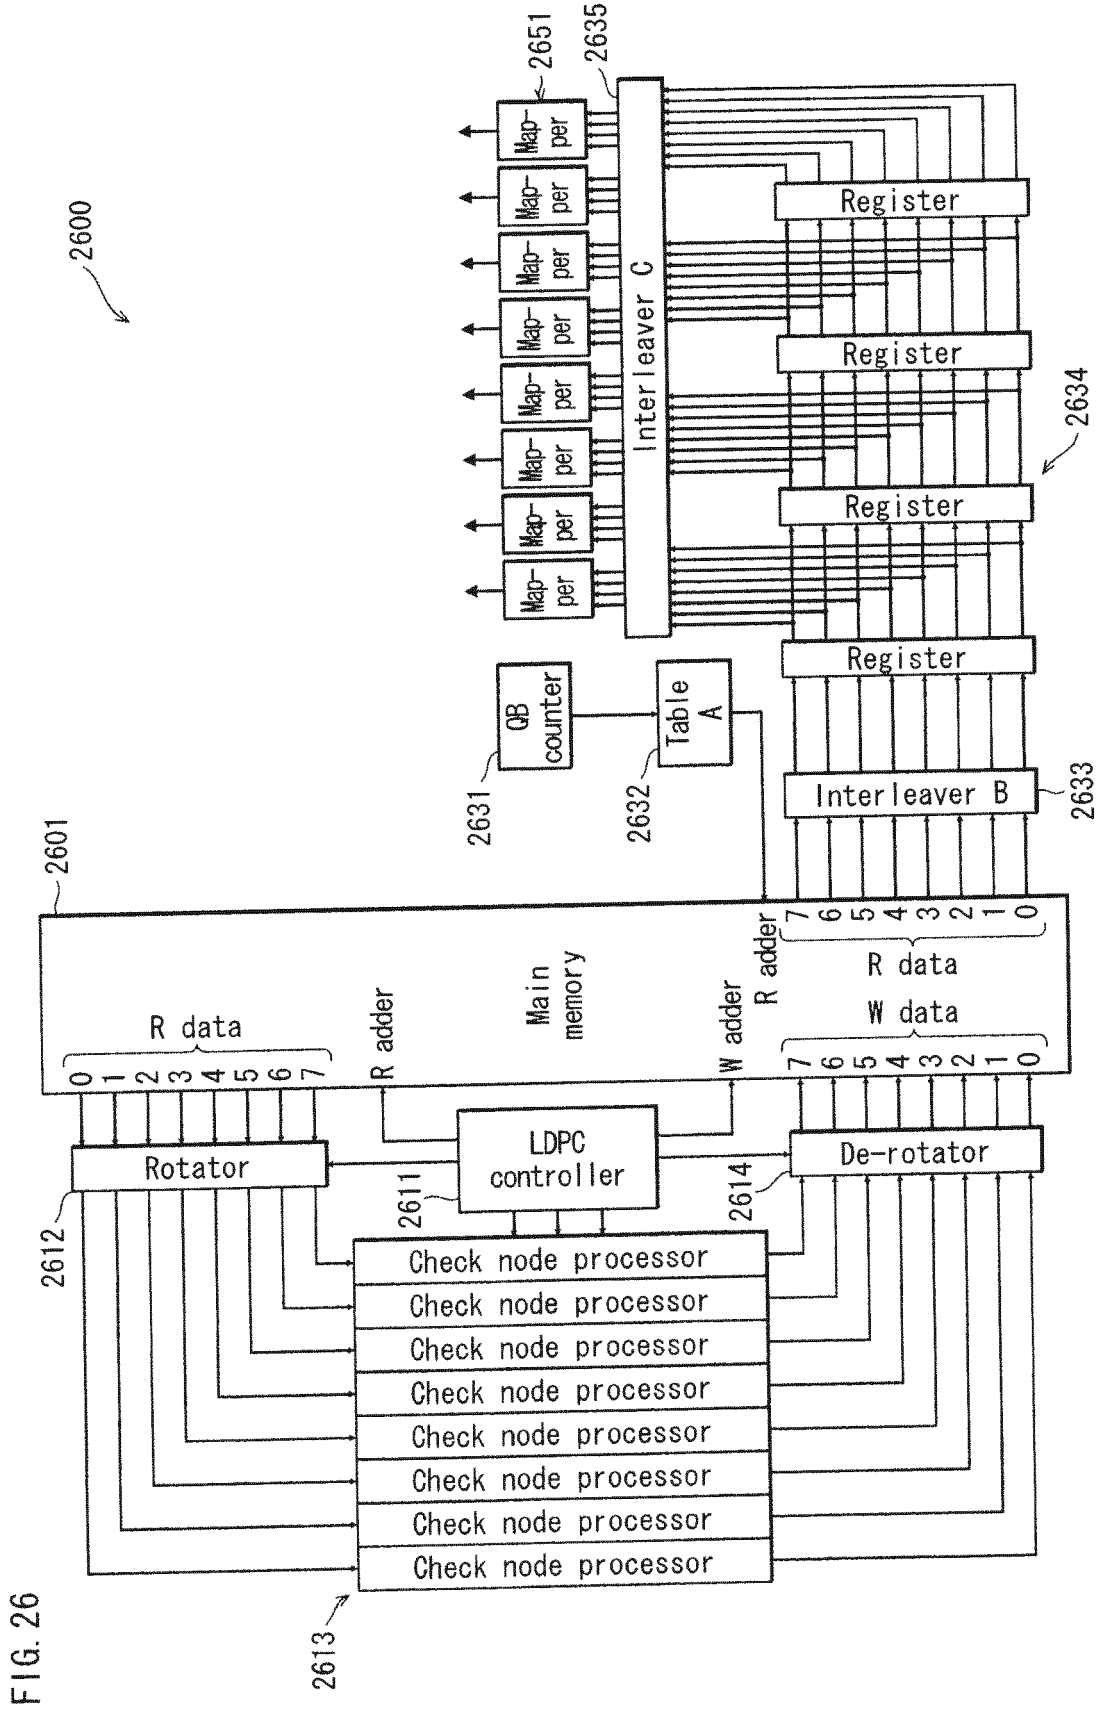 FIG. 26
2600
2613
Check node processor
Check node processor
Check node processor
Check node processor
Check node processor
Check node processor
Check node processor
Check node processor
2612
Rotator
2611
LDPC
controller
2614
De-rotator
2601
0
1
2
3
4
5
6
7
R data
R adder
Main
memory
W adder
7
6
5
4
3
2
1
0
W data
R adder
7
6
5
4
3
2
1
0
R data
2631
QB
counter
2632
Table
A
Interleaver B
2633
Register
Register
Register
Register
2634
Interleaver C
2635
Map-
per
Map-
per
Map-
per
Map-
per
Map-
per
Map-
per
Map-
per
Map-
per
2651